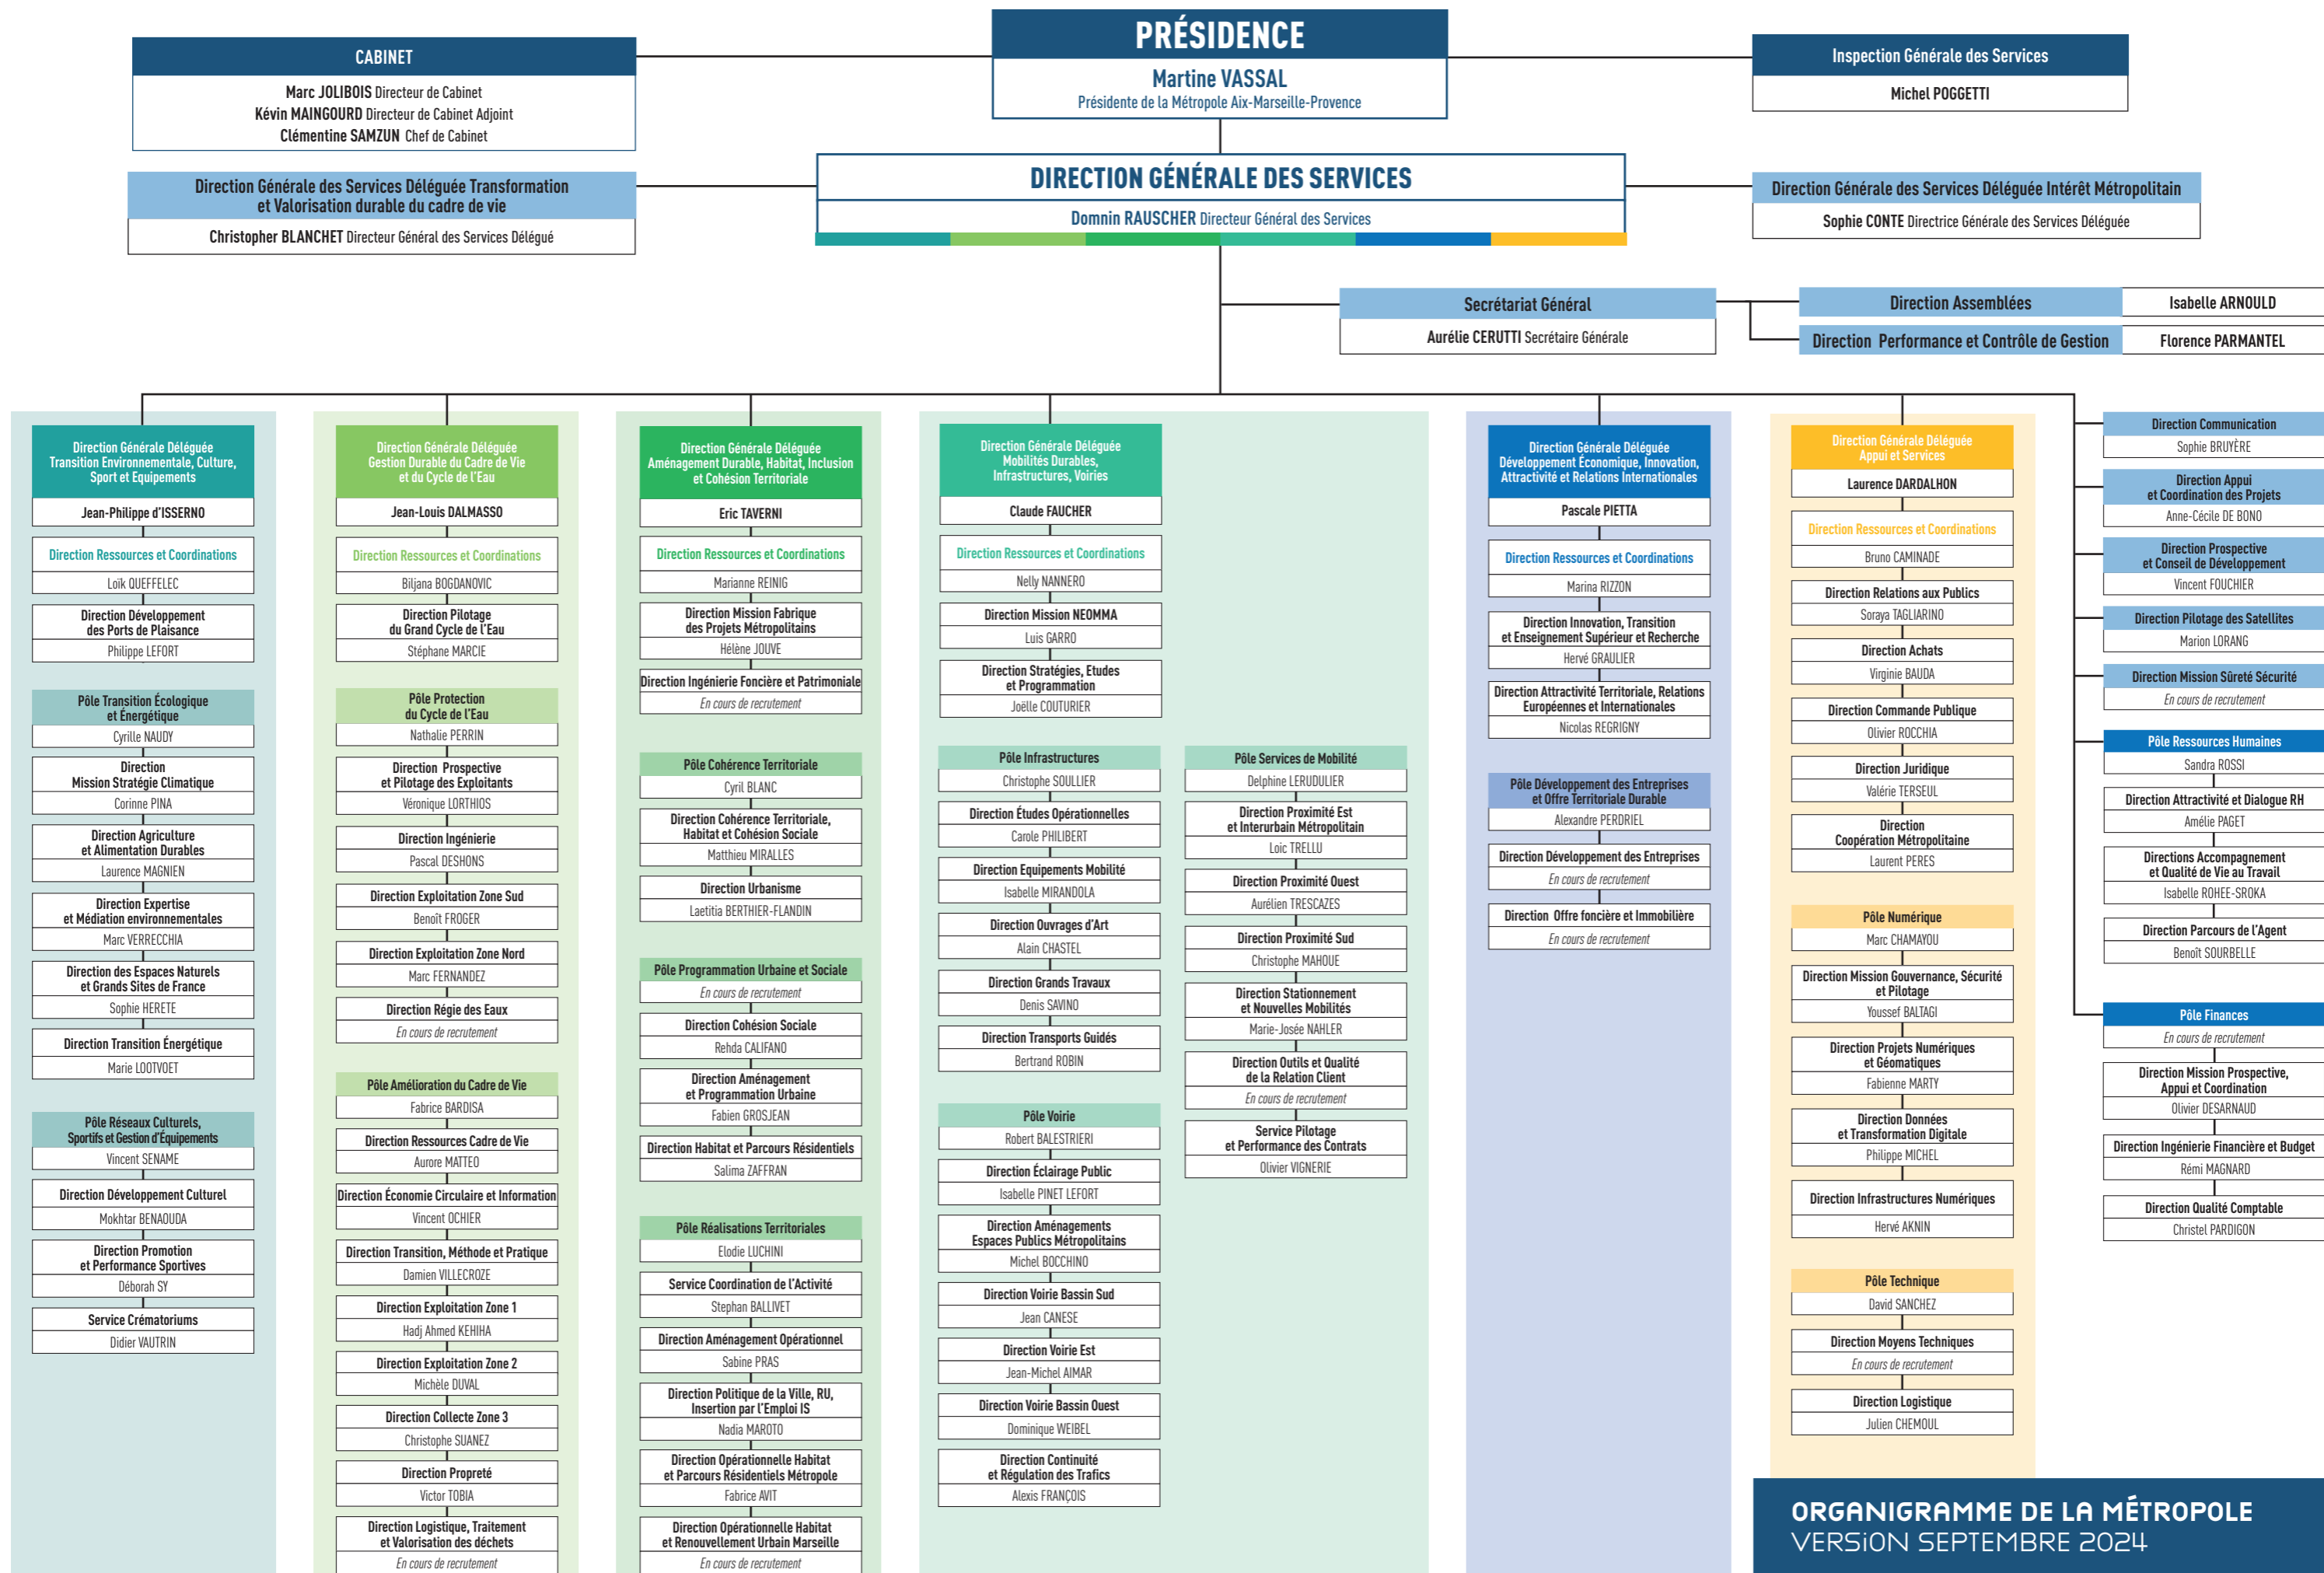 PRÉSIDENCE
Martine VASSAL
Présidente de la Métropole Aix-Marseille-Provence
CABINET
Marc JOLIBOIS Directeur de Cabinet
Kévin MAINGOURD Directeur de Cabinet Adjoint
Clémentine SAMZUN Chef de Cabinet
Inspection Générale des Services
Michel POGGETTI
DIRECTION GÉNÉRALE DES SERVICES
Domnin RAUSCHER Directeur Général des Services
Direction Générale des Services Déléguée Transformation
et Valorisation durable du cadre de vie
Christopher BLANCHET Directeur Général des Services Délégué
Direction Générale des Services Déléguée Intérêt Métropolitain
Sophie CONTE Directrice Générale des Services Déléguée
Secrétariat Général
Aurélie CERUTTI Secrétaire Générale
Direction Assemblées
Isabelle ARNOULD
Direction Performance et Contrôle de Gestion
Florence PARMANTEL
Direction Générale Déléguée
Transition Environnementale, Culture,
Sport et Equipements
Jean-Philippe d'ISSERNO
Direction Ressources et Coordinations
Loïk QUEFFELEC
Direction Développement
des Ports de Plaisance
Philippe LEFORT
Pôle Transition Écologique
et Énergétique
Cyrille NAUDY
Direction
Mission Stratégie Climatique
Corinne PINA
Direction Agriculture
et Alimentation Durables
Laurence MAGNIEN
Direction Expertise
et Médiation environnementales
Marc VERRECCHIA
Direction des Espaces Naturels
et Grands Sites de France
Sophie HERETE
Direction Transition Énergétique
Marie LOOTVOET
Pôle Réseaux Culturels,
Sportifs et Gestion d'Équipements
Vincent SENAME
Direction Développement Culturel
Mokhtar BENAOUDA
Direction Promotion
et Performance Sportives
Déborah SY
Service Crématoriums
Didier VAUTRIN
Direction Générale Déléguée
Gestion Durable du Cadre de Vie
et du Cycle de l'Eau
Jean-Louis DALMASSO
Direction Ressources et Coordinations
Biljana BOGDANOVIC
Direction Pilotage
du Grand Cycle de l'Eau
Stéphane MARCIE
Pôle Protection
du Cycle de l'Eau
Nathalie PERRIN
Direction Prospective
et Pilotage des Exploitants
Véronique LORTHIOS
Direction Ingénierie
Pascal DESHONS
Direction Exploitation Zone Sud
Benoît FROGER
Direction Exploitation Zone Nord
Marc FERNANDEZ
Direction Régie des Eaux
En cours de recrutement
Pôle Amélioration du Cadre de Vie
Fabrice BARDISA
Direction Ressources Cadre de Vie
Aurore MATTEO
Direction Économie Circulaire et Information
Vincent OCHIER
Direction Transition, Méthode et Pratique
Damien VILLECROZE
Direction Exploitation Zone 1
Hadj Ahmed KEHIHA
Direction Exploitation Zone 2
Michèle DUVAL
Direction Collecte Zone 3
Christophe SUANEZ
Direction Propreté
Victor TOBIA
Direction Logistique, Traitement
et Valorisation des déchets
En cours de recrutement
Direction Générale Déléguée
Aménagement Durable, Habitat, Inclusion
et Cohésion Territoriale
Eric TAVERNI
Direction Ressources et Coordinations
Marianne REINIG
Direction Mission Fabrique
des Projets Métropolitains
Hélène JOUVE
Direction Ingénierie Foncière et Patrimoniale
En cours de recrutement
Pôle Cohérence Territoriale
Cyril BLANC
Direction Cohérence Territoriale,
Habitat et Cohésion Sociale
Matthieu MIRALLES
Direction Urbanisme
Laetitia BERTHIER-FLANDIN
Pôle Programmation Urbaine et Sociale
En cours de recrutement
Direction Cohésion Sociale
Rehda CALIFANO
Direction Aménagement
et Programmation Urbaine
Fabien GROSJEAN
Direction Habitat et Parcours Résidentiels
Salima ZAFFRAN
Pôle Réalisations Territoriales
Elodie LUCHINI
Service Coordination de l'Activité
Stephan BALLIVET
Direction Aménagement Opérationnel
Sabine PRAS
Direction Politique de la Ville, RU,
Insertion par l'Emploi IS
Nadia MAROTO
Direction Opérationnelle Habitat
et Parcours Résidentiels Métropole
Fabrice AVIT
Direction Opérationnelle Habitat
et Renouvellement Urbain Marseille
En cours de recrutement
Direction Générale Déléguée
Mobilités Durables,
Infrastructures, Voiries
Claude FAUCHER
Direction Ressources et Coordinations
Nelly NANNERO
Direction Mission NEOMMA
Luis GARRO
Direction Stratégies, Etudes
et Programmation
Joëlle COUTURIER
Pôle Infrastructures
Christophe SOULLIER
Direction Études Opérationnelles
Carole PHILIBERT
Direction Equipements Mobilité
Isabelle MIRANDOLA
Direction Ouvrages d'Art
Alain CHASTEL
Direction Grands Travaux
Denis SAVINO
Direction Transports Guidés
Bertrand ROBIN
Pôle Voirie
Robert BALESTRIERI
Direction Éclairage Public
Isabelle PINET LEFORT
Direction Aménagements
Espaces Publics Métropolitains
Michel BOCCHINO
Direction Voirie Bassin Sud
Jean CANESE
Direction Voirie Est
Jean-Michel AIMAR
Direction Voirie Bassin Ouest
Dominique WEIBEL
Direction Continuité
et Régulation des Trafics
Alexis FRANÇOIS
Pôle Services de Mobilité
Delphine LERUDULIER
Direction Proximité Est
et Interurbain Métropolitain
Loic TRELLU
Direction Proximité Ouest
Aurélien TRESCAZES
Direction Proximité Sud
Christophe MAHOUE
Direction Stationnement
et Nouvelles Mobilités
Marie-Josée NAHLER
Direction Outils et Qualité
de la Relation Client
En cours de recrutement
Service Pilotage
et Performance des Contrats
Olivier VIGNERIE
Direction Générale Déléguée
Développement Économique, Innovation,
Attractivité et Relations Internationales
Pascale PIETTA
Direction Ressources et Coordinations
Marina RIZZON
Direction Innovation, Transition
et Enseignement Supérieur et Recherche
Hervé GRAULIER
Direction Attractivité Territoriale, Relations
Européennes et Internationales
Nicolas REGRIGNY
Pôle Développement des Entreprises
et Offre Territoriale Durable
Alexandre PERDRIEL
Direction Développement des Entreprises
En cours de recrutement
Direction Offre foncière et Immobilière
En cours de recrutement
Direction Générale Déléguée
Appui et Services
Laurence DARDALHON
Direction Ressources et Coordinations
Bruno CAMINADE
Direction Relations aux Publics
Soraya TAGLIARINO
Direction Achats
Virginie BAUDA
Direction Commande Publique
Olivier ROCCHIA
Direction Juridique
Valérie TERSEUL
Direction
Coopération Métropolitaine
Laurent PERES
Pôle Numérique
Marc CHAMAYOU
Direction Mission Gouvernance, Sécurité
et Pilotage
Youssef BALTAGI
Direction Projets Numériques
et Géomatiques
Fabienne MARTY
Direction Données
et Transformation Digitale
Philippe MICHEL
Direction Infrastructures Numériques
Hervé AKNIN
Pôle Technique
David SANCHEZ
Direction Moyens Techniques
En cours de recrutement
Direction Logistique
Julien CHEMOUL
Direction Communication
Sophie BRUYÈRE
Direction Appui
et Coordination des Projets
Anne-Cécile DE BONO
Direction Prospective
et Conseil de Développement
Vincent FOUCHIER
Direction Pilotage des Satellites
Marion LORANG
Direction Mission Sûreté Sécurité
En cours de recrutement
Pôle Ressources Humaines
Sandra ROSSI
Direction Attractivité et Dialogue RH
Amélie PAGET
Directions Accompagnement
et Qualité de Vie au Travail
Isabelle ROHEE-SROKA
Direction Parcours de l'Agent
Benoît SOURBELLE
Pôle Finances
En cours de recrutement
Direction Mission Prospective,
Appui et Coordination
Olivier DESARNAUD
Direction Ingénierie Financière et Budget
Rémi MAGNARD
Direction Qualité Comptable
Christel PARDIGON
ORGANIGRAMME DE LA MÉTROPOLE
VERSiON SEPTEMBRE 2024